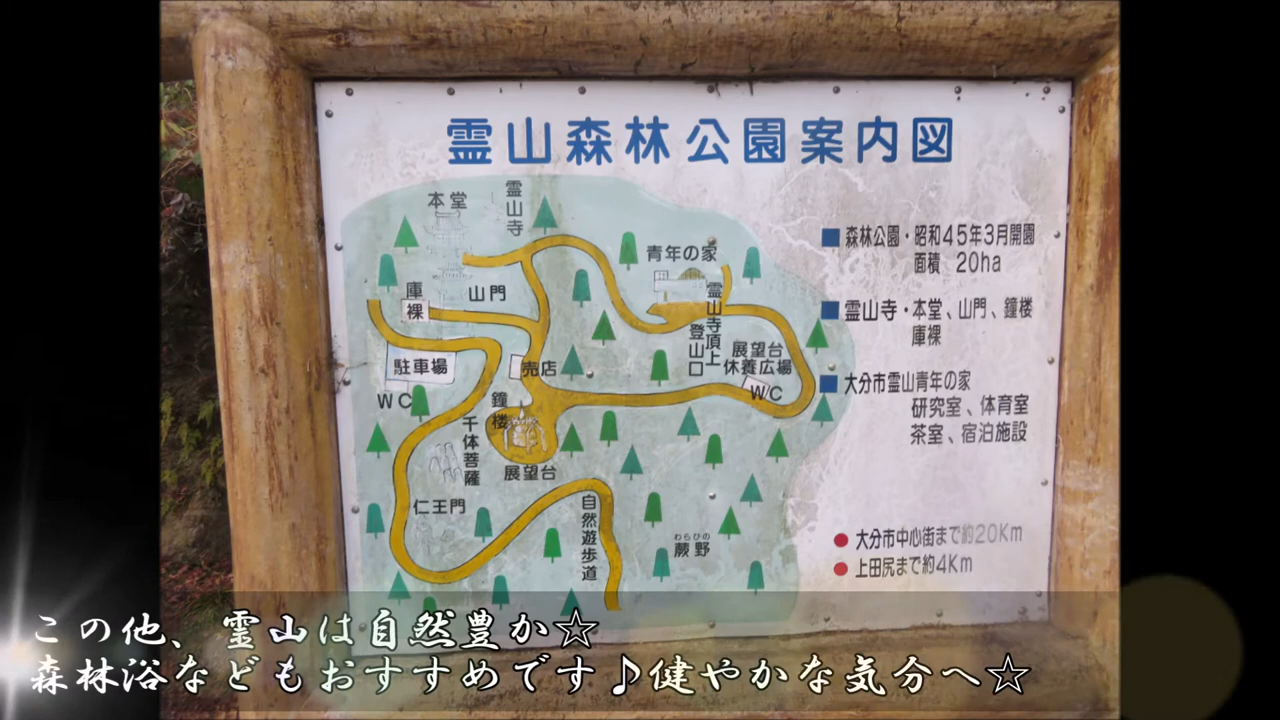 霊山森林公園案内図
本堂
霊山寺
青年の家
庫裸
山門
霊山寺頂上
登山口
展望台
休養広場
WC
駐車場
売店
WC
鐘楼
千体菩薩
展望台
仁王門
自然遊歩道
わらびの
蕨野
■森林公園・昭和45年3月開園
面積 20ha
■霊山寺・本堂、山門、鐘楼
庫裸
■大分市霊山青年の家
研究室、体育室
茶室、宿泊施設
●大分市中心街まで約20Km
●上田尻まで約4Km
この他、霊山は自然豊か☆
森林浴などもおすすめです♪健やかな気分へ☆